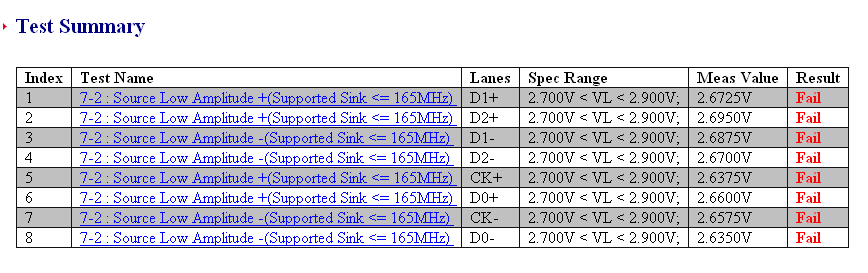 Test Summary
Index Test Name Lanes Spec Range Meas Value Result
1 7-2 : Source Low Amplitude +(Supported Sink <= 165MHz) D1+ 2.700V < VL < 2.900V; 2.6725V Fail
2 7-2 : Source Low Amplitude +(Supported Sink <= 165MHz) D2+ 2.700V < VL < 2.900V; 2.6950V Fail
3 7-2 : Source Low Amplitude -(Supported Sink <= 165MHz) D1- 2.700V < VL < 2.900V; 2.6875V Fail
4 7-2 : Source Low Amplitude -(Supported Sink <= 165MHz) D2- 2.700V < VL < 2.900V; 2.6700V Fail
5 7-2 : Source Low Amplitude +(Supported Sink <= 165MHz) CK+ 2.700V < VL < 2.900V; 2.6375V Fail
6 7-2 : Source Low Amplitude +(Supported Sink <= 165MHz) D0+ 2.700V < VL < 2.900V; 2.6600V Fail
7 7-2 : Source Low Amplitude -(Supported Sink <= 165MHz) CK- 2.700V < VL < 2.900V; 2.6575V Fail
8 7-2 : Source Low Amplitude -(Supported Sink <= 165MHz) D0- 2.700V < VL < 2.900V; 2.6350V Fail